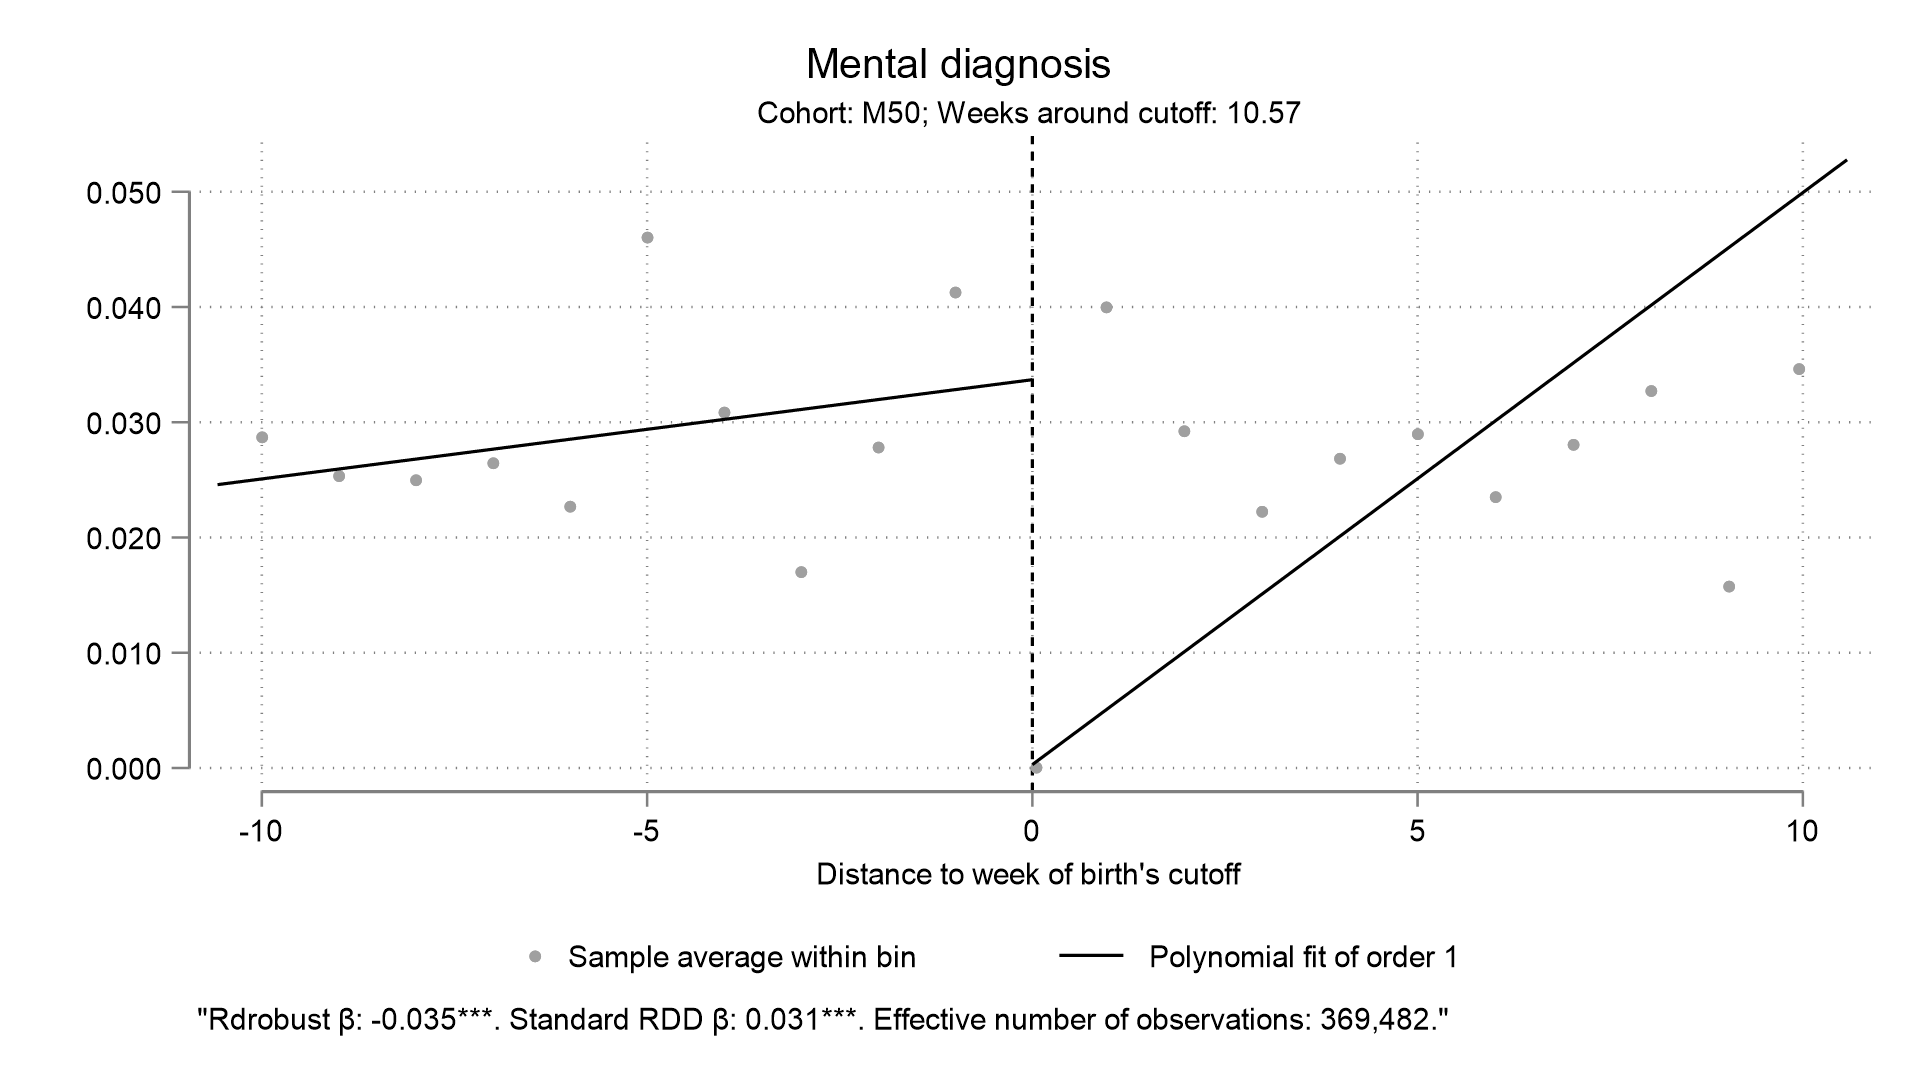 Mental diagnosis
Cohort: M50; Weeks around cutoff: 10.57
0.050
0.040
0.030
0.020
0.010
0.000
-10 -5 0 5 10
Distance to week of birth's cutoff
Sample average within bin Polynomial fit of order 1
"Rdrobust β: -0.035***. Standard RDD β: 0.031***. Effective number of observations: 369,482."